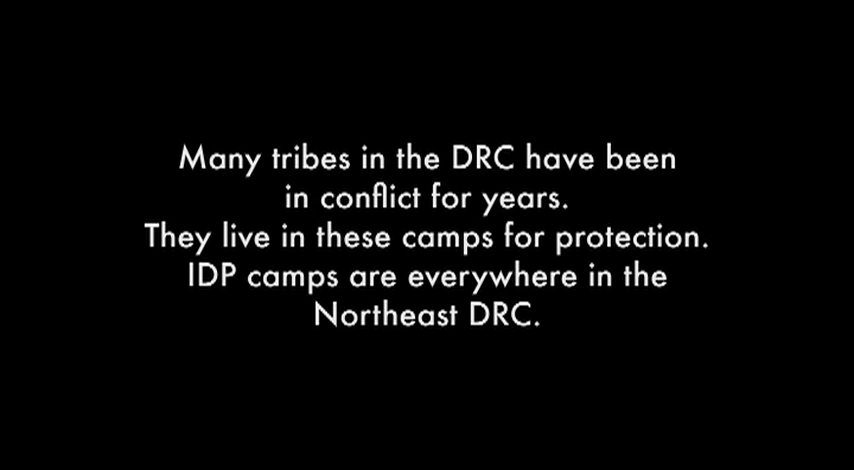 Many tribes in the DRC have been
in conflict for years.
They live in these camps for protection.
IDP camps are everywhere in the
Northeast DRC.